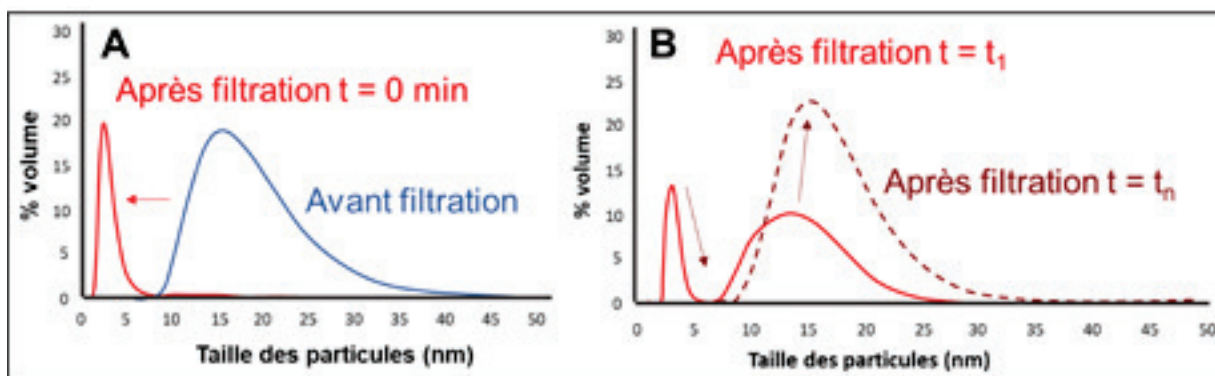 A
Après filtration t = 0 min
Avant filtration
% volume
30
25
20
15
10
5
0
0 5 10 15 20 25 30 35 40 45 50
Taille des particules (nm)
B
Après filtration t = t₁
Après filtration t = tₙ
% volume
30
25
20
15
10
5
0
0 5 10 15 20 25 30 35 40 45 50
Taille des particules (nm)